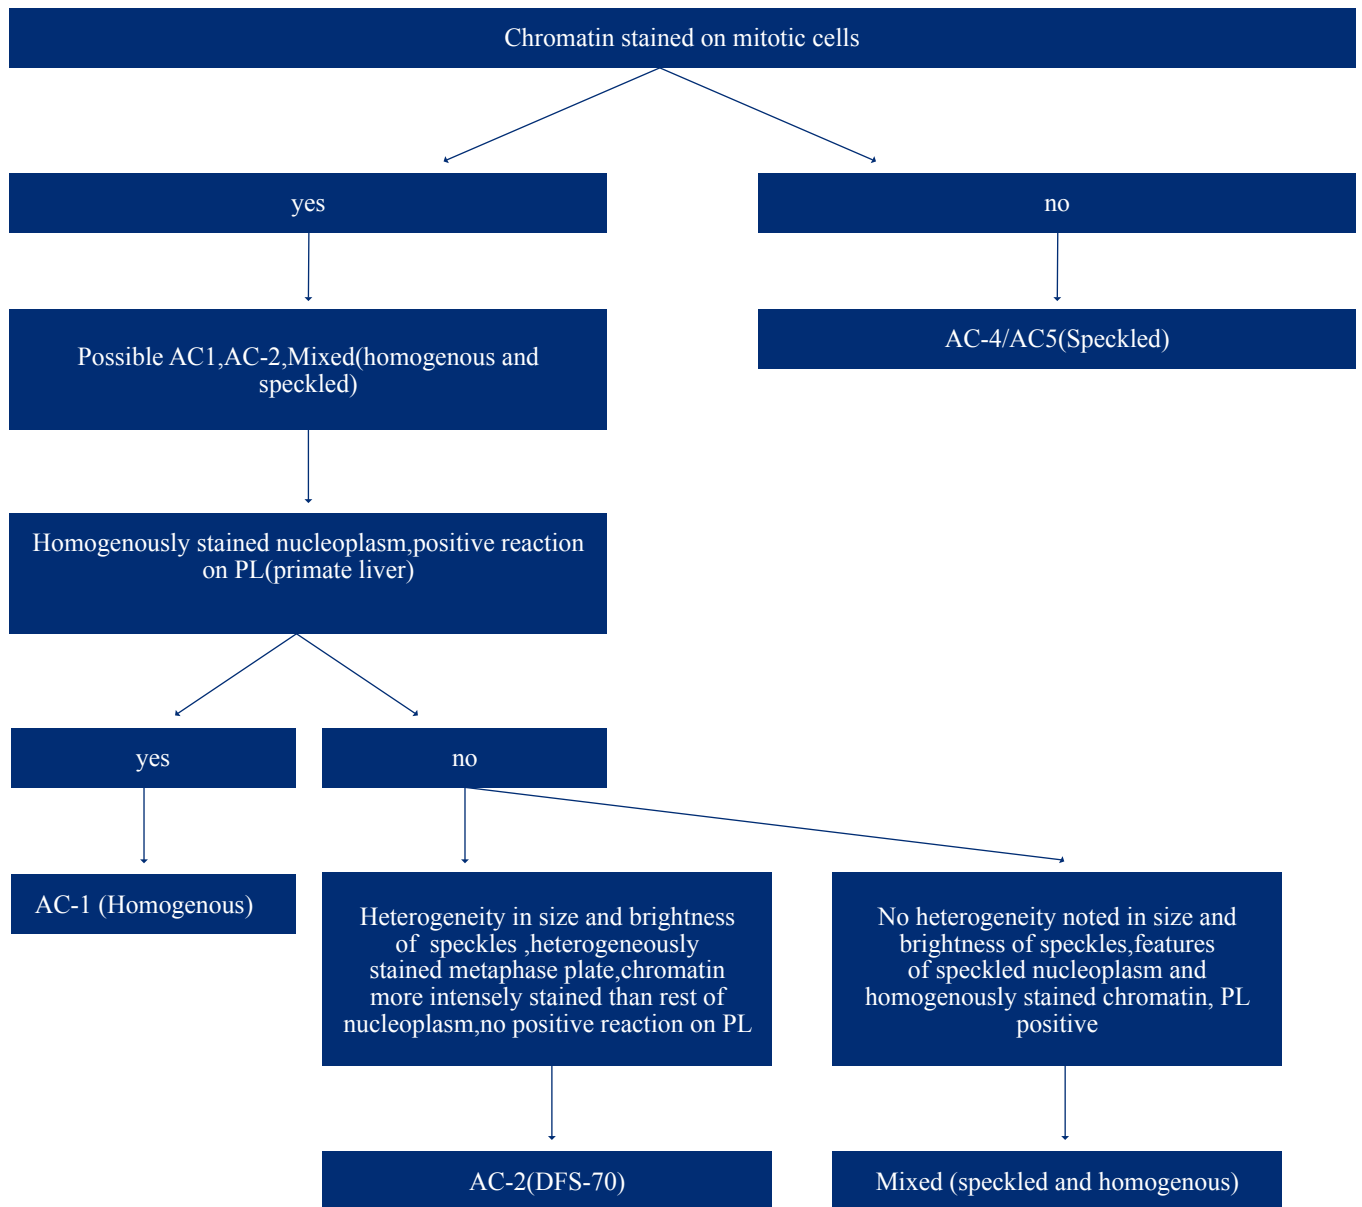 Chromatin stained on mitotic cells
yes
no
Possible AC1,AC-2,Mixed(homogenous and
speckled)
AC-4/AC5(Speckled)
Homogenously stained nucleoplasm,positive reaction
on PL(primate liver)
yes
no
AC-1 (Homogenous)
Heterogeneity in size and brightness
of speckles ,heterogeneously
stained metaphase plate,chromatin
more intensely stained than rest of
nucleoplasm,no positive reaction on PL
No heterogeneity noted in size and
brightness of speckles,features
of speckled nucleoplasm and
homogenously stained chromatin, PL
positive
AC-2(DFS-70)
Mixed (speckled and homogenous)